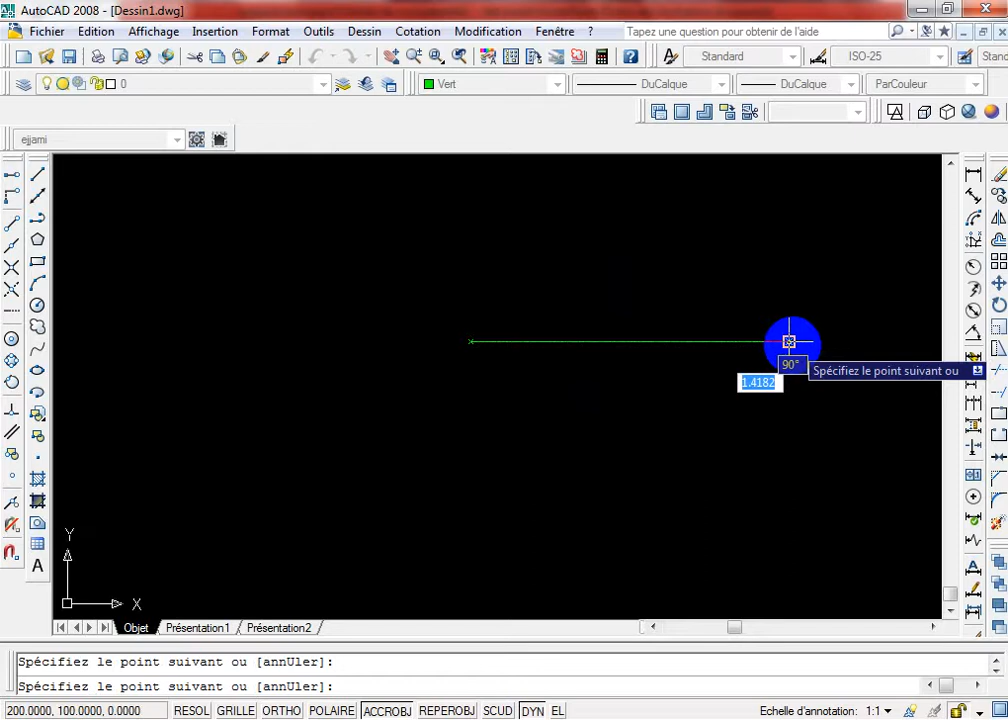 AutoCAD 2008 - [Dessin1.dwg]
Fichier Edition Affichage Insertion Format Outils Dessin Cotation Modification Fenêtre ? Tapez une question pour obtenir de l'aide
Standard ISO-25 Stand
0 Vert DuCalque DuCalque ParCouleur
ejjami
90° Spécifiez le point suivant ou
1.4182
Y
X
Objet Présentation1 Présentation2
Spécifiez le point suivant ou [annUler]:
Spécifiez le point suivant ou [annUler]:
200.0000, 100.0000, 0.0000 RESOL GRILLE ORTHO POLAIRE ACCROBJ REPEROBJ SCUD DYN EL Echelle d'annotation: 1:1